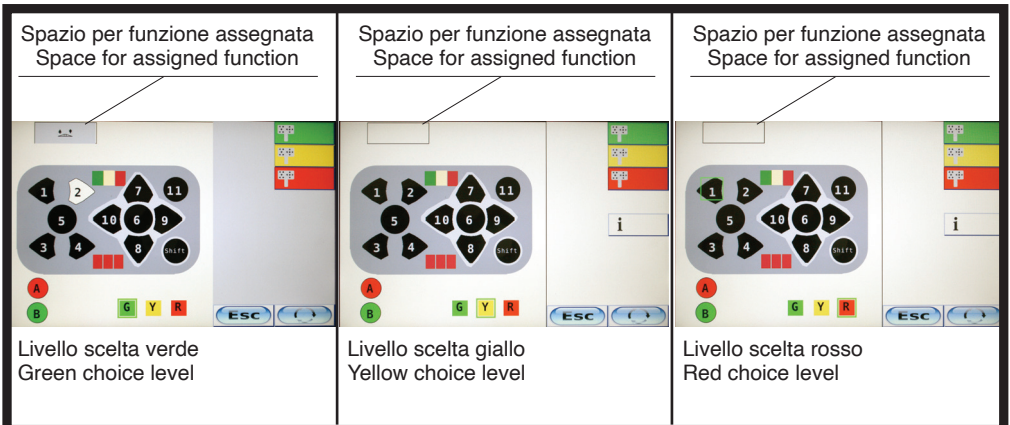 Spazio per funzione assegnata
Space for assigned function
1
2
7
11
5
10
6
9
3
4
8
Shift
A
B
G
Y
R
Esc
Livello scelta verde
Green choice level
Spazio per funzione assegnata
Space for assigned function
1
2
7
11
5
10
6
9
3
4
8
Shift
i
A
B
G
Y
R
Esc
Livello scelta giallo
Yellow choice level
Spazio per funzione assegnata
Space for assigned function
1
2
7
11
5
10
6
9
3
4
8
Shift
i
A
B
G
Y
R
Esc
Livello scelta rosso
Red choice level